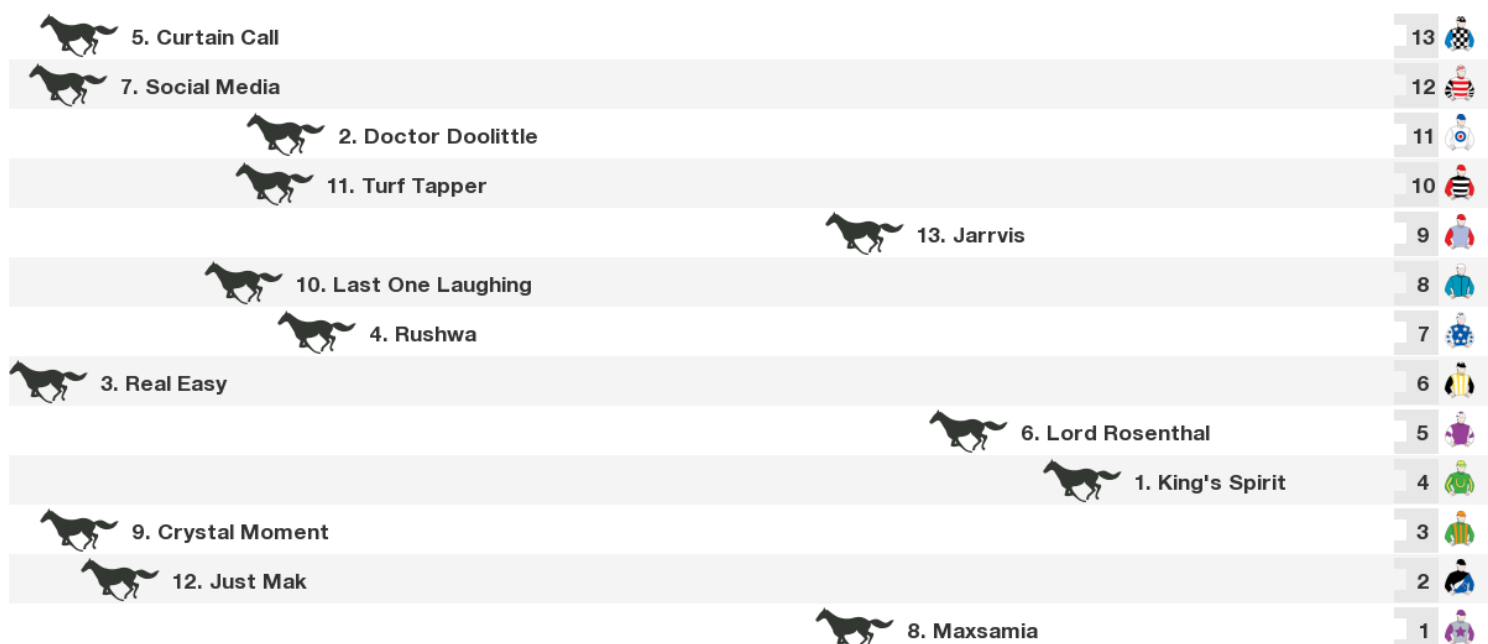 5. Curtain Call 13
7. Social Media 12
2. Doctor Doolittle 11
11. Turf Tapper 10
13. Jarrvis 9
10. Last One Laughing 8
4. Rushwa 7
3. Real Easy 6
6. Lord Rosenthal 5
1. King's Spirit 4
9. Crystal Moment 3
12. Just Mak 2
8. Maxsamia 1